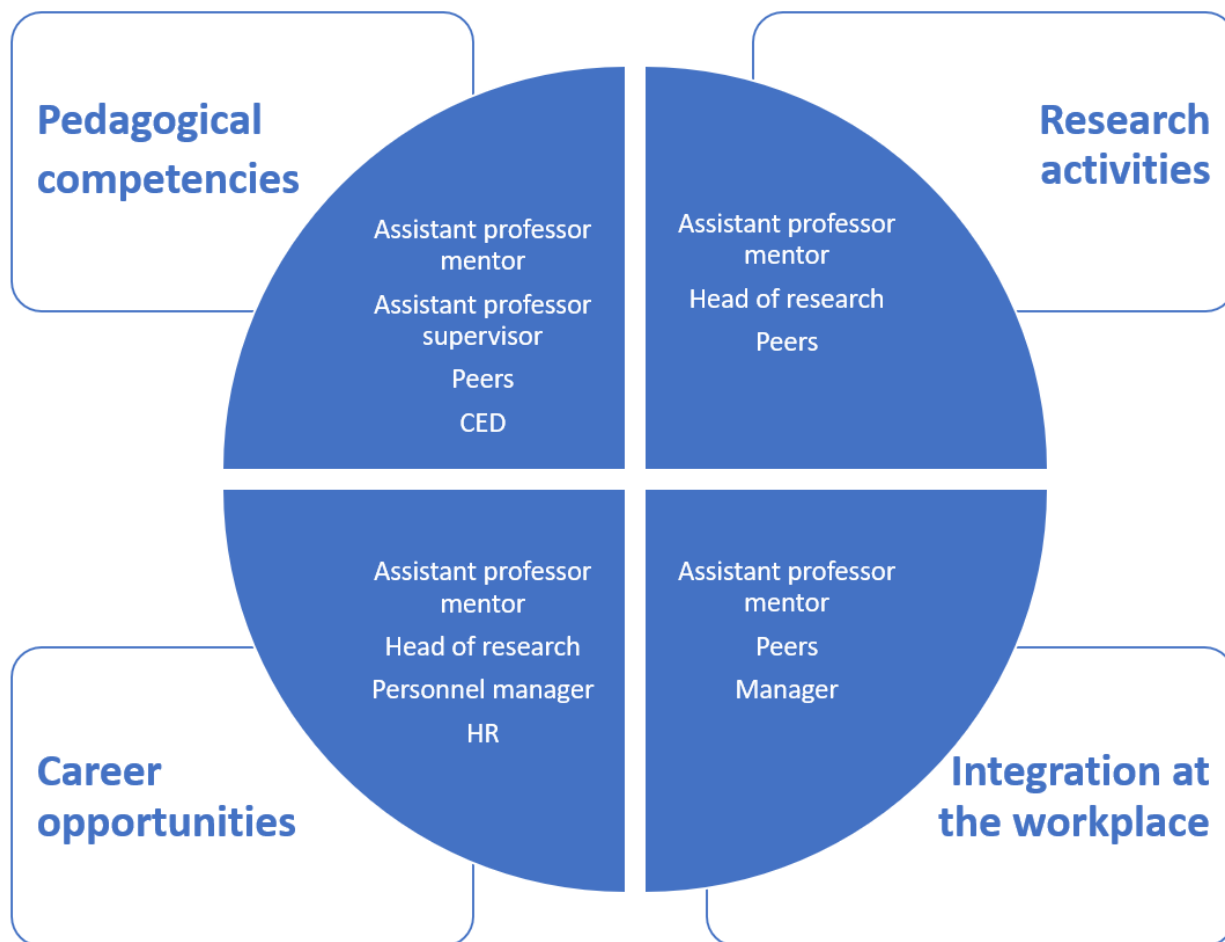 Pedagogical
competencies
Assistant professor
mentor
Assistant professor
supervisor
Peers
CED
Research
activities
Assistant professor
mentor
Head of research
Peers
Career
opportunities
Assistant professor
mentor
Head of research
Personnel manager
HR
Integration at
the workplace
Assistant professor
mentor
Peers
Manager